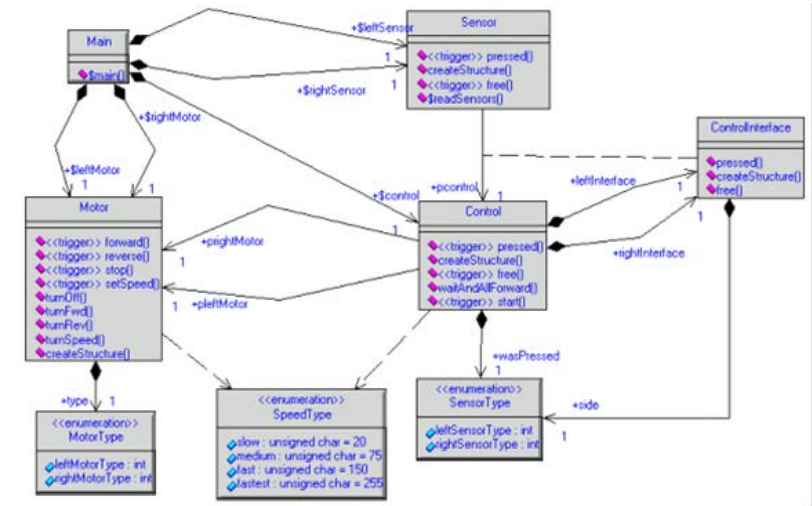 Main
$main()
+$leftSensor
1
+$rightSensor
1
Sensor
<<trigger>> pressed()
createStructure()
<<trigger>> free()
$readSensors()
+$rightMotor
+$leftMotor
1
1
+$control
1
+pcontrol
1
ControlInterface
pressed()
createStructure()
free()
+leftInterface
1
+rightInterface
1
Motor
<<trigger>> forward()
<<trigger>> reverse()
<<trigger>> stop()
<<trigger>> setSpeed()
turnOff()
turnFwd()
turnRev()
turnSpeed()
createStructure()
+prightMotor
1
+pleftMotor
1
Control
<<trigger>> pressed()
createStructure()
<<trigger>> free()
waitAndAllForward()
<<trigger>> start()
+wasPressed
1
+type
1
<<enumeration>>
MotorType
leftMotorType : int
rightMotorType : int
<<enumeration>>
SpeedType
slow : unsigned char = 20
medium : unsigned char = 75
fast : unsigned char = 150
fastest : unsigned char = 255
<<enumeration>>
SensorType
leftSensorType : int
rightSensorType : int
+side
1